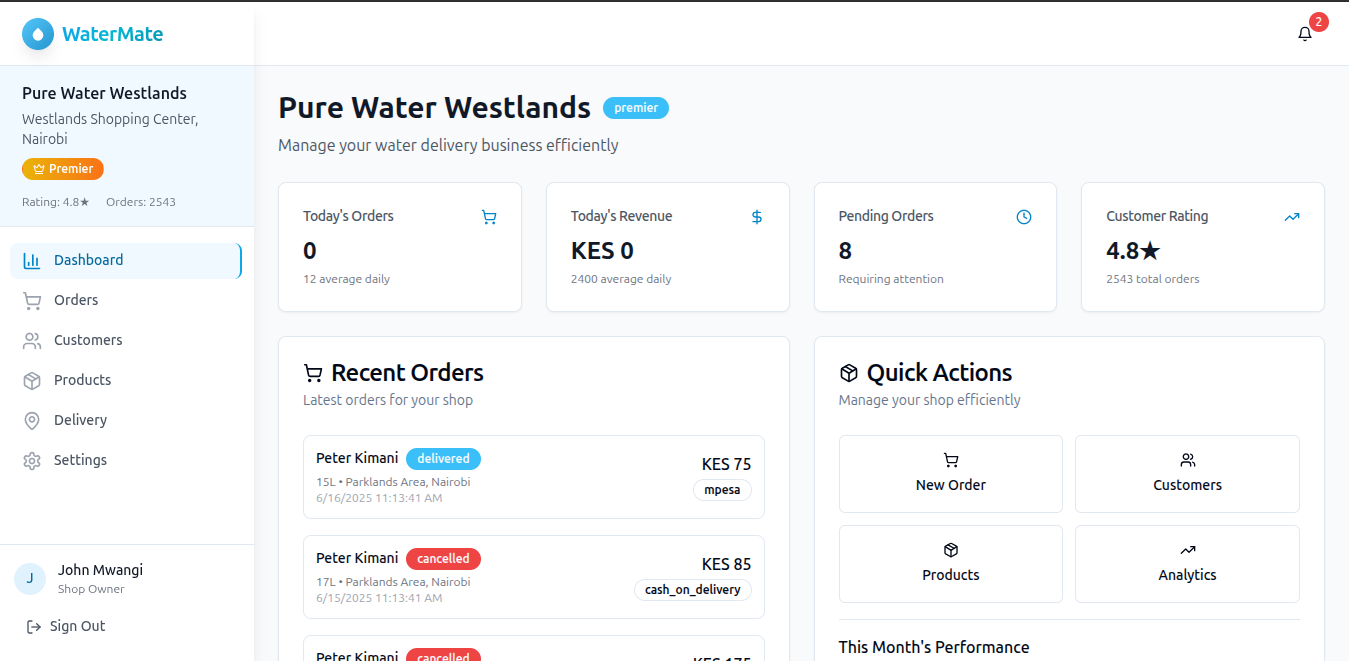 WaterMate
2
Pure Water Westlands
Westlands Shopping Center,
Nairobi
Premier
Rating: 4.8★ Orders: 2543
Dashboard
Orders
Customers
Products
Delivery
Settings
J
John Mwangi
Shop Owner
Sign Out
Pure Water Westlands premier
Manage your water delivery business efficiently
Today's Orders
0
12 average daily
Today's Revenue
$
KES 0
2400 average daily
Pending Orders
8
Requiring attention
Customer Rating
4.8★
2543 total orders
Recent Orders
Latest orders for your shop
Peter Kimani delivered
15L • Parklands Area, Nairobi
6/16/2025 11:13:41 AM
KES 75
mpesa
Peter Kimani cancelled
17L • Parklands Area, Nairobi
6/15/2025 11:13:41 AM
KES 85
cash_on_delivery
Peter Kimani cancelled
KES 175
Quick Actions
Manage your shop efficiently
New Order
Customers
Products
Analytics
This Month's Performance